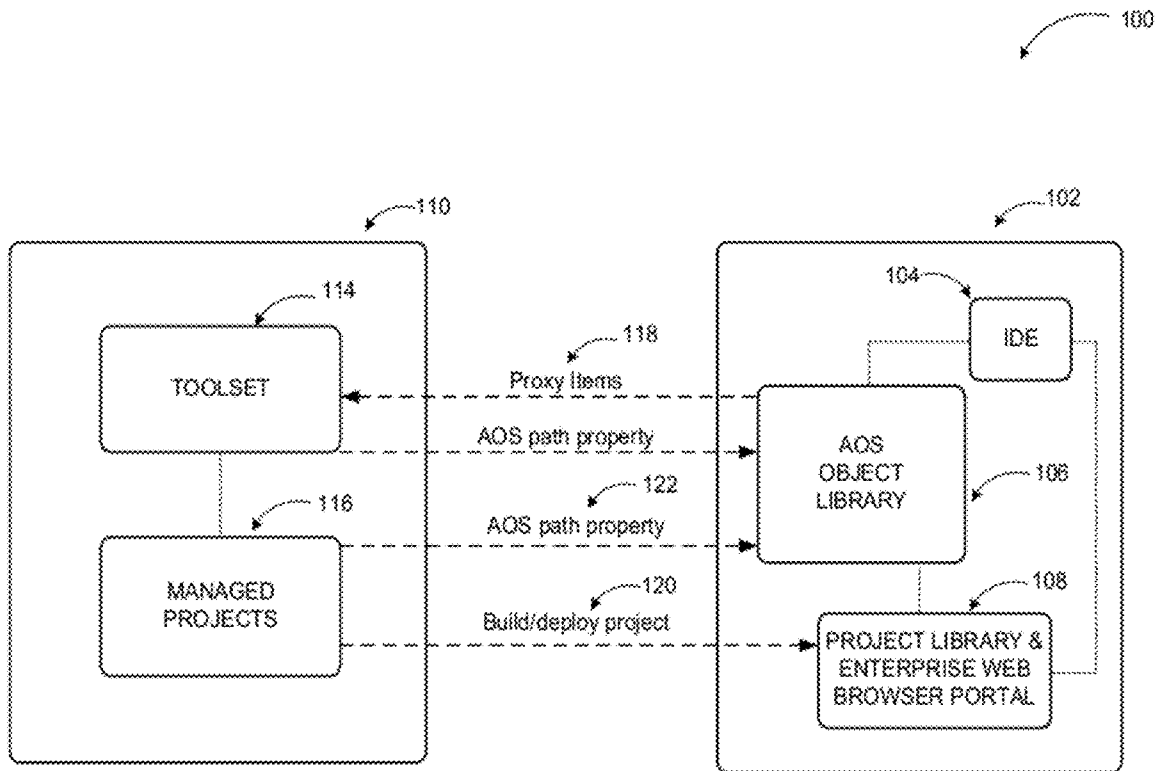 100
110
102
114
104
TOOLSET
118
IDE
Proxy Items
AOS path property
AOS
OBJECT
LIBRARY
106
116
122
AOS path property
MANAGED
PROJECTS
120
Build/deploy project
108
PROJECT LIBRARY &
ENTERPRISE WEB
BROWSER PORTAL